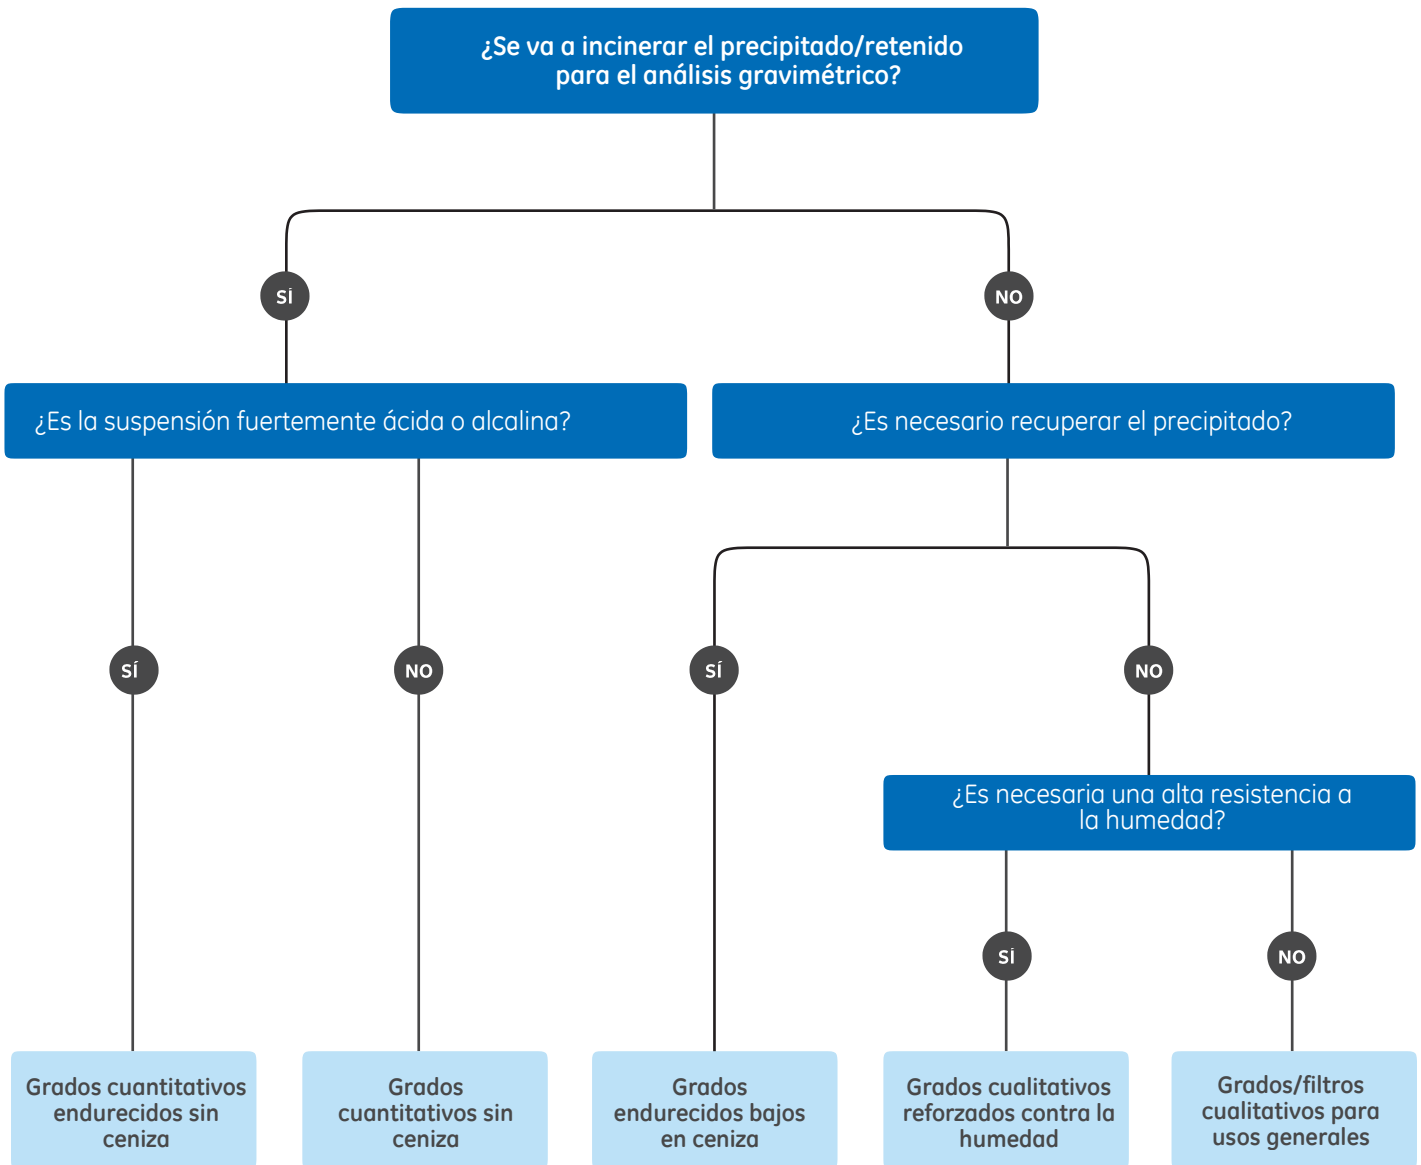 ¿Se va a incinerar el precipitado/retenido
para el análisis gravimétrico?
SÍ
NO
¿Es la suspensión fuertemente ácida o alcalina?
¿Es necesario recuperar el precipitado?
SÍ
NO
SÍ
NO
¿Es necesaria una alta resistencia a
la humedad?
SÍ
NO
Grados cuantitativos
endurecidos sin
ceniza
Grados
cuantitativos sin
ceniza
Grados
endurecidos bajos
en ceniza
Grados cualitativos
reforzados contra la
humedad
Grados/filtros
cualitativos para
usos generales